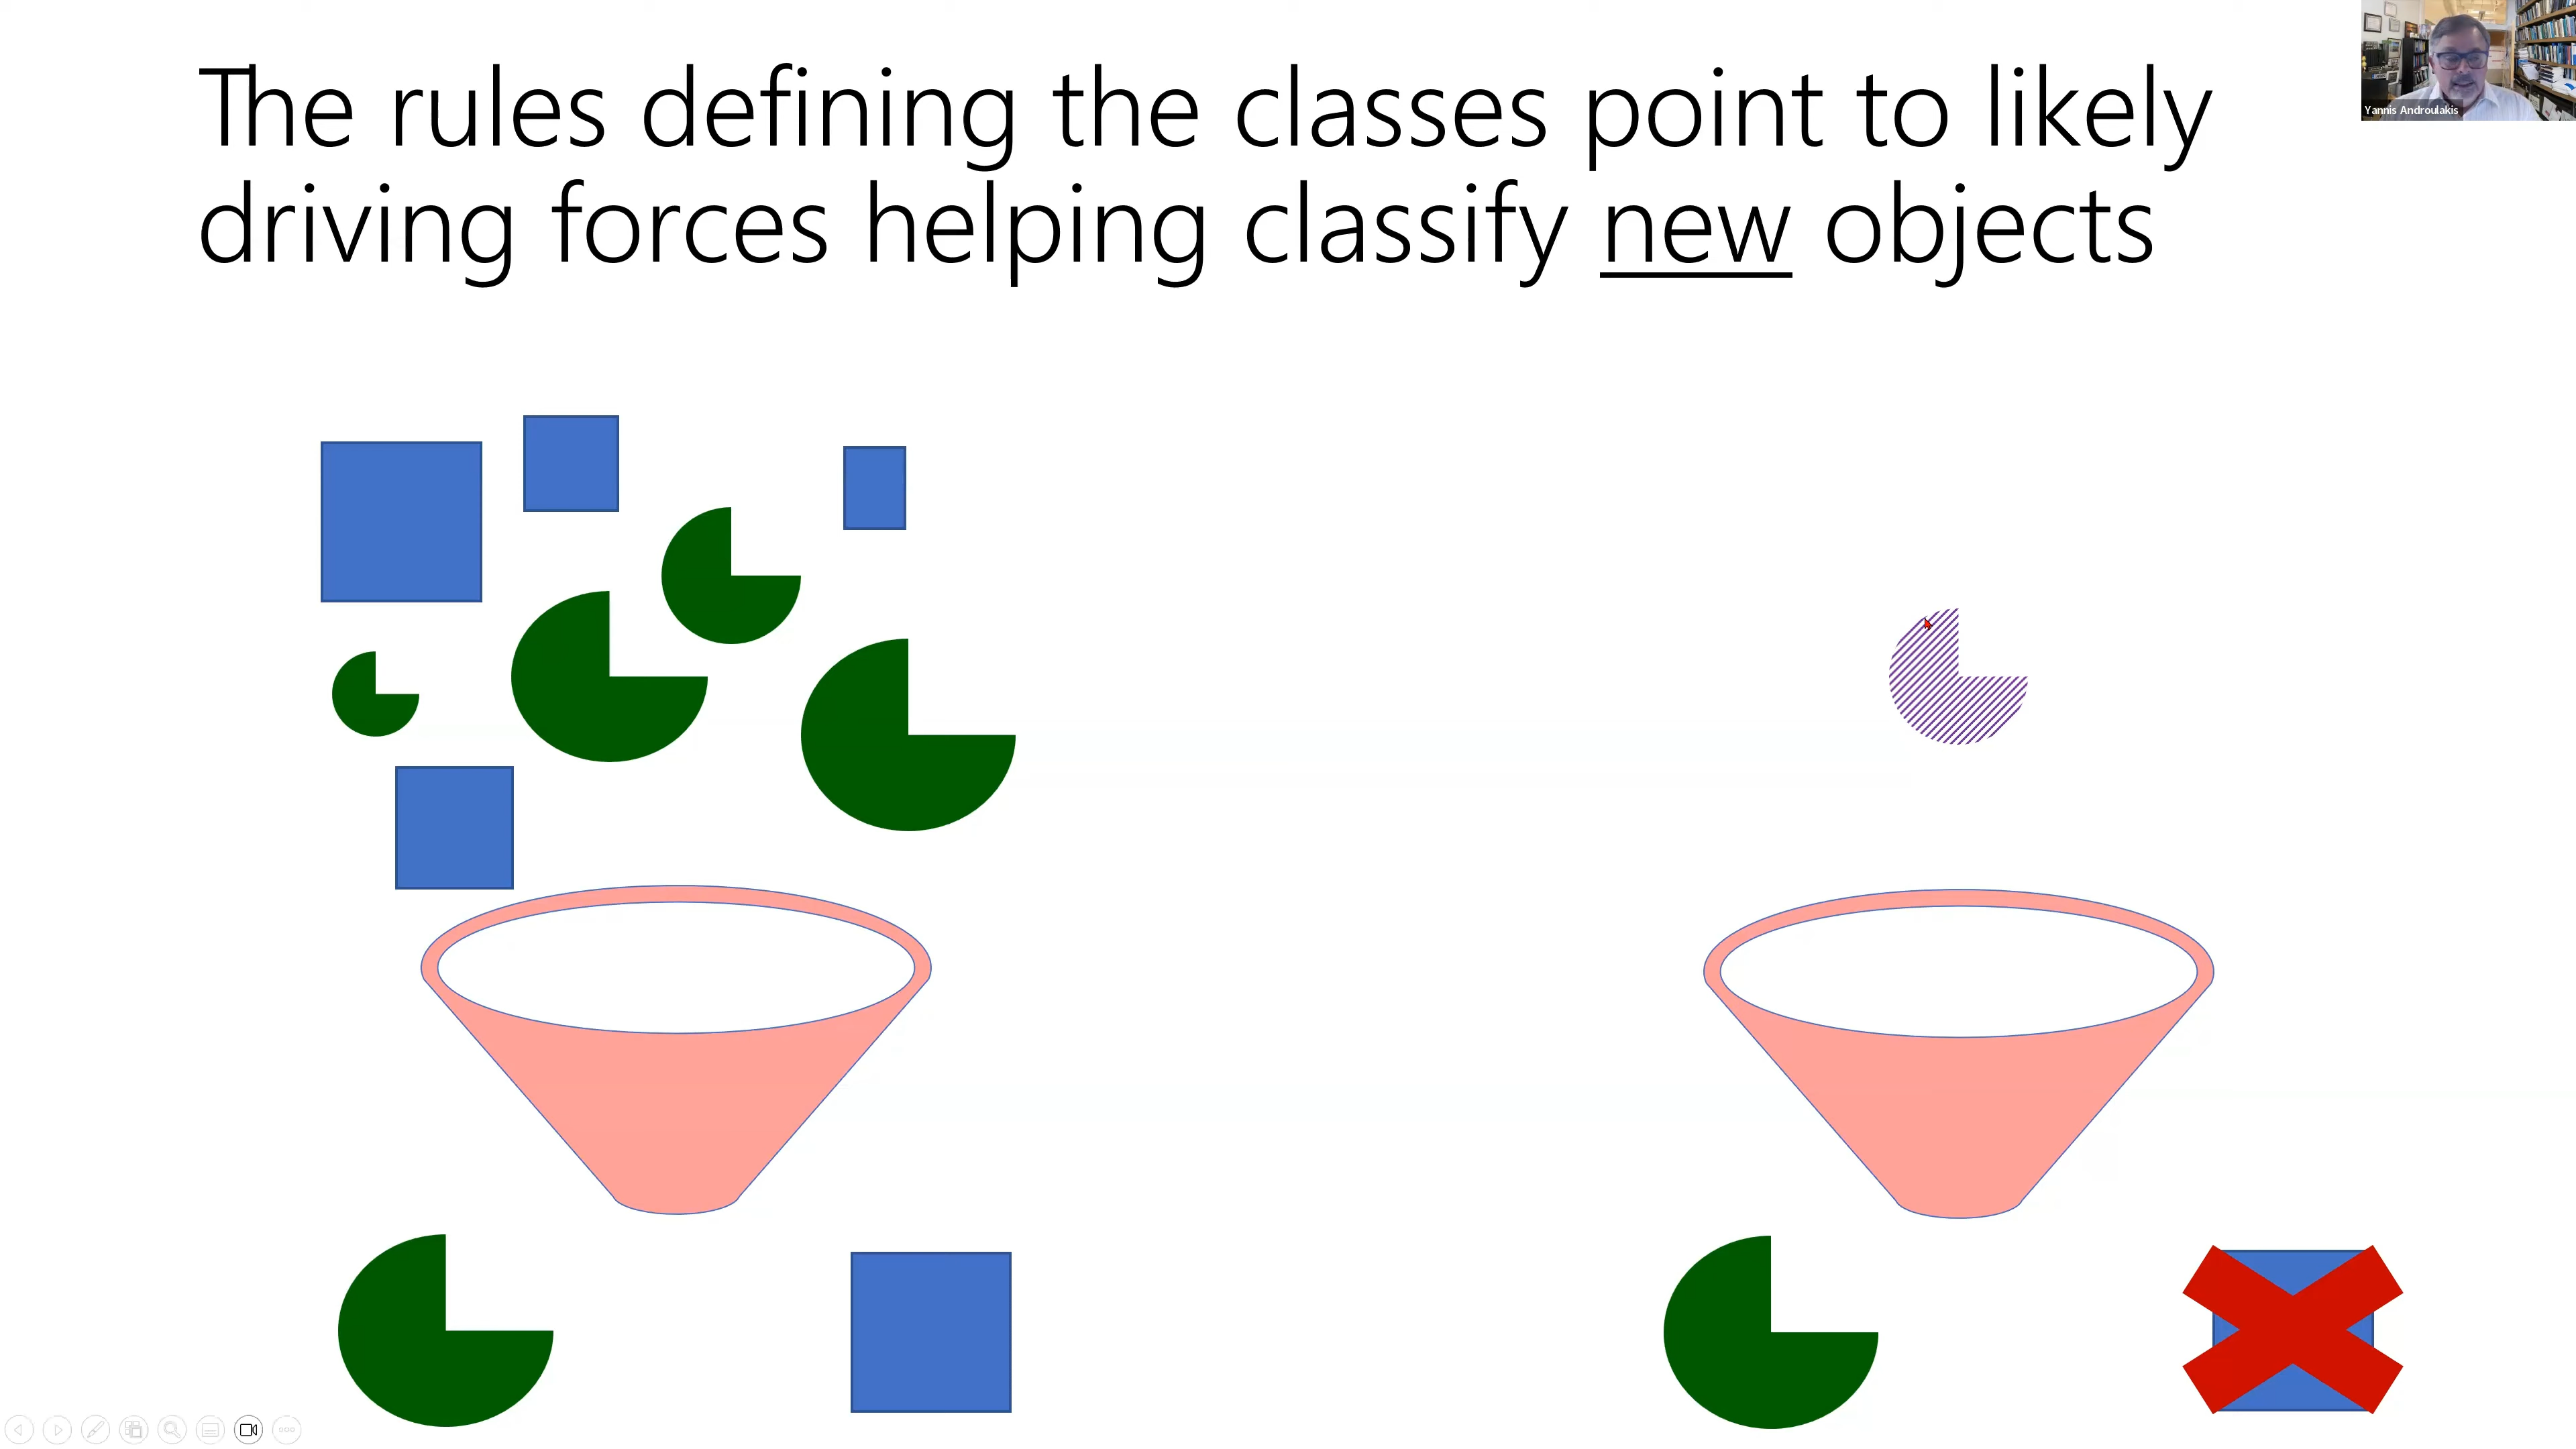 The rules defining the classes point to likely
driving forces helping classify new objects
Yannis Androulakis